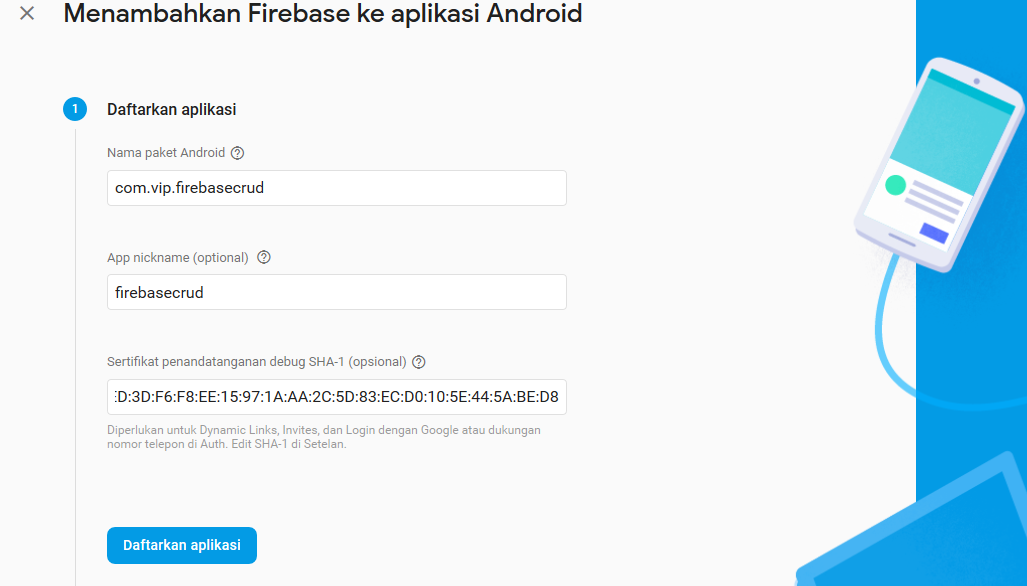 Menambahkan Firebase ke aplikasi Android
1
Daftarkan aplikasi
Nama paket Android
com.vip.firebasecrud
App nickname (optional)
firebasecrud
Sertifikat penandatanganan debug SHA-1 (opsional)
:3D:F6:F8:EE:15:97:1A:AA:2C:5D:83:EC:D0:10:5E:44:5A:BE:D8
Diperlukan untuk Dynamic Links, Invites, dan Login dengan Google atau dukungan
nomor telepon di Auth. Edit SHA-1 di Setelan.
Daftarkan aplikasi